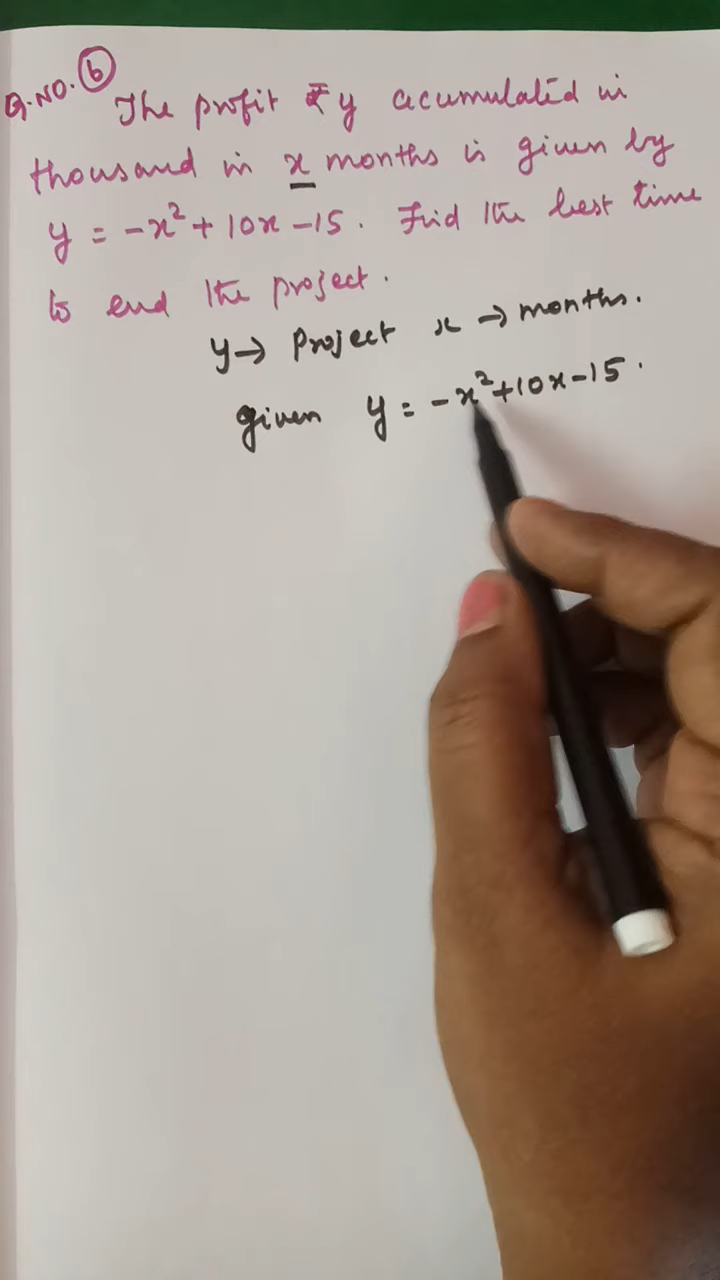 Q.NO. 6 The profit ₹ y acumulated in
thousand in x months is given by
y = -x² + 10x - 15. Find the best time
to end the project.
y → Project x → months.
given y = -x² + 10x - 15.